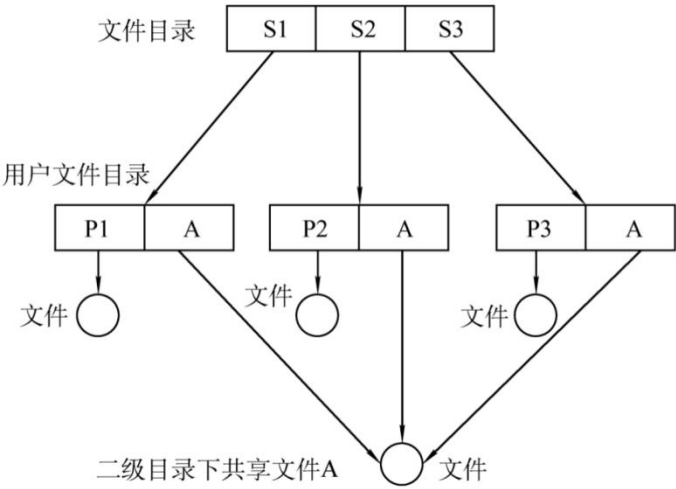 文件目录 S1 S2 S3
用户文件目录
P1 A P2 A P3 A
文件 文件 文件
二级目录下共享文件A 文件